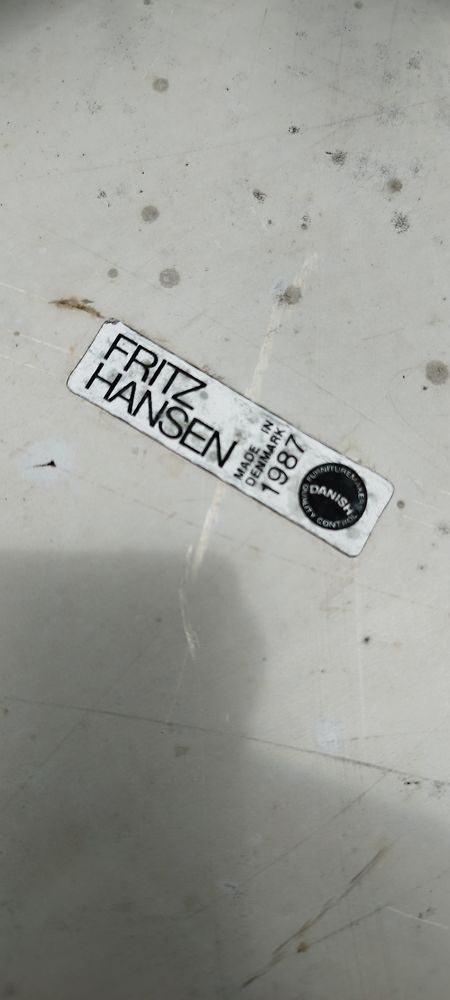 FRITZ
HANSEN
MADE IN
DENMARK
1987
FURNITUREMAKERS
DANISH
QUALITY CONTROL